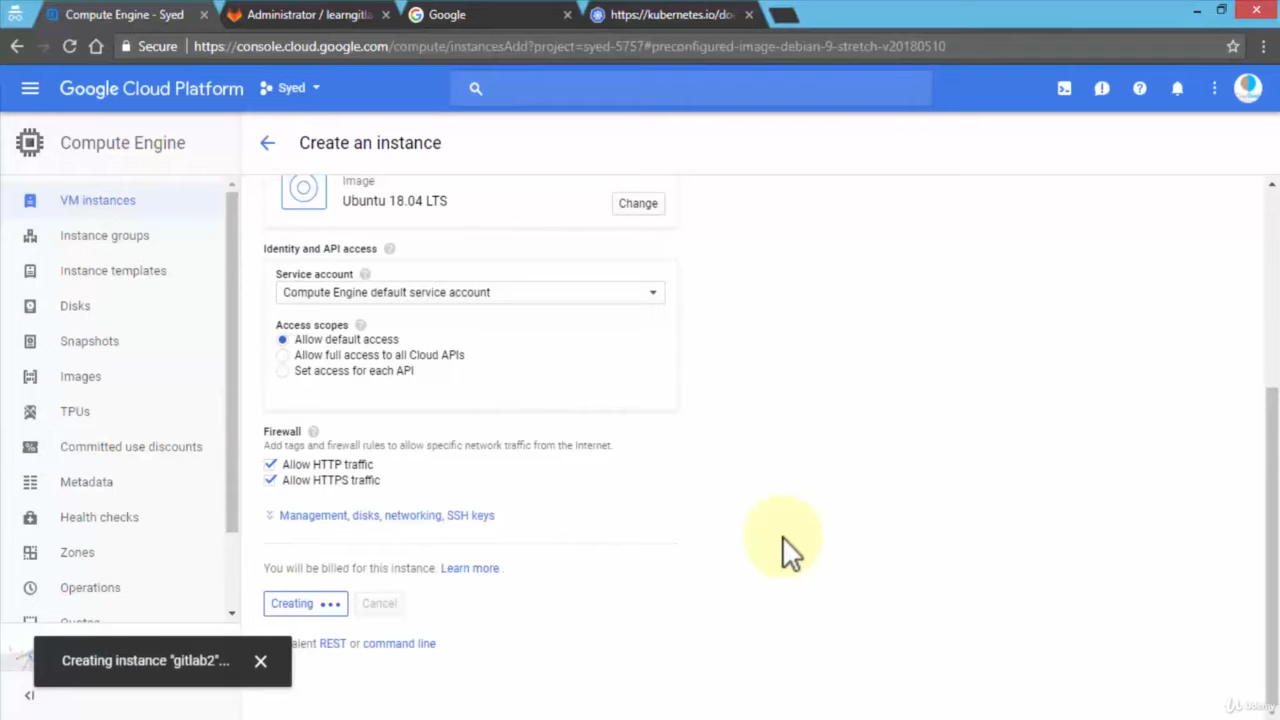 Compute Engine - Syed
Administrator / learngitla
Google
https://kubernetes.io/do
Secure https://console.cloud.google.com/compute/instancesAdd?project=syed-5757#preconfigured-image-debian-9-stretch-v20180510
Google Cloud Platform Syed
Compute Engine
Create an instance
VM instances
Instance groups
Instance templates
Disks
Snapshots
Images
TPUs
Committed use discounts
Metadata
Health checks
Zones
Operations
Quotas
Image
Ubuntu 18.04 LTS
Change
Identity and API access
Service account
Compute Engine default service account
Access scopes
Allow default access
Allow full access to all Cloud APIs
Set access for each API
Firewall
Add tags and firewall rules to allow specific network traffic from the Internet.
Allow HTTP traffic
Allow HTTPS traffic
Management, disks, networking, SSH keys
You will be billed for this instance. Learn more
Creating •••
Cancel
alent REST or command line
Creating instance "gitlab2"...
Udemy